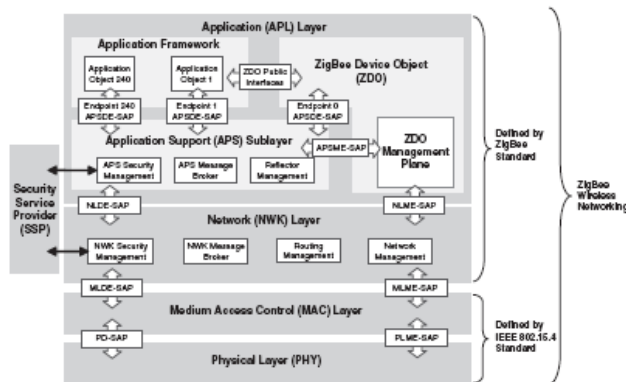 Application (APL) Layer
Application Framework
Application
Object 240
Application
Object 1
ZDO Public
Interfaces
ZigBee Device Object
(ZDO)
Endpoint 240
APSDE-SAP
Endpoint 1
APSDE-SAP
Endpoint 0
APSDE-SAP
Application Support (APS) Sublayer
APSME-SAP
ZDO
Management
Plane
APS Security
Management
APS Message
Broker
Reflector
Management
Security
Service
Provider
(SSP)
NLDE-SAP
NLME-SAP
Network (NWK) Layer
NWK Security
Management
NWK Message
Broker
Routing
Management
Network
Management
MLDE-SAP
MLME-SAP
Medium Access Control (MAC) Layer
PD-SAP
PLME-SAP
Physical Layer (PHY)
Defined by
ZigBee
Standard
Defined by
IEEE 802.15.4
Standard
ZigBee
Wireless
Networking